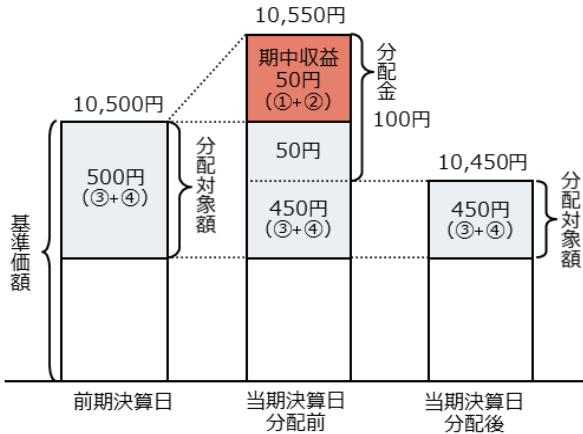 10,550円
期中収益
50円
(①+②)
分配金
100円
10,500円
500円
(③+④)
分配対象額
50円
450円
(③+④)
10,450円
450円
(③+④)
分配対象額
基準価額
前期決算日
当期決算日
分配前
当期決算日
分配後